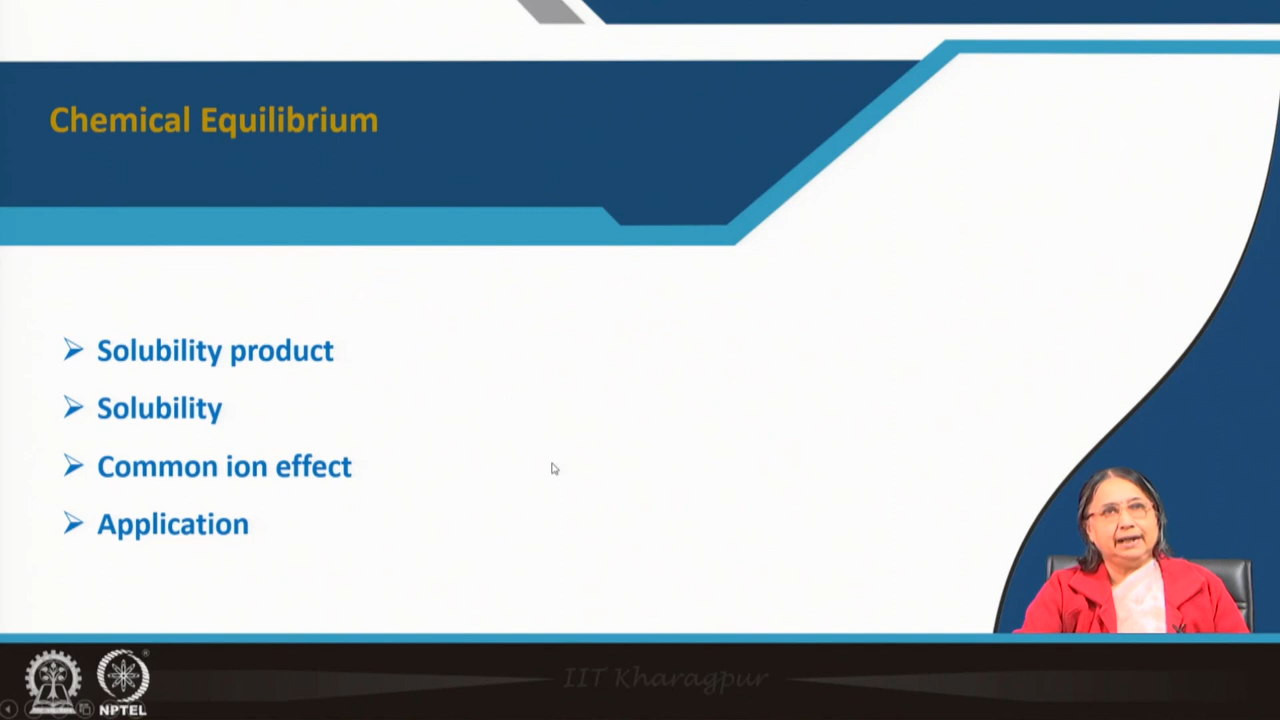 Chemical Equilibrium
Solubility product
Solubility
Common ion effect
Application
IIT Kharagpur
NPTEL